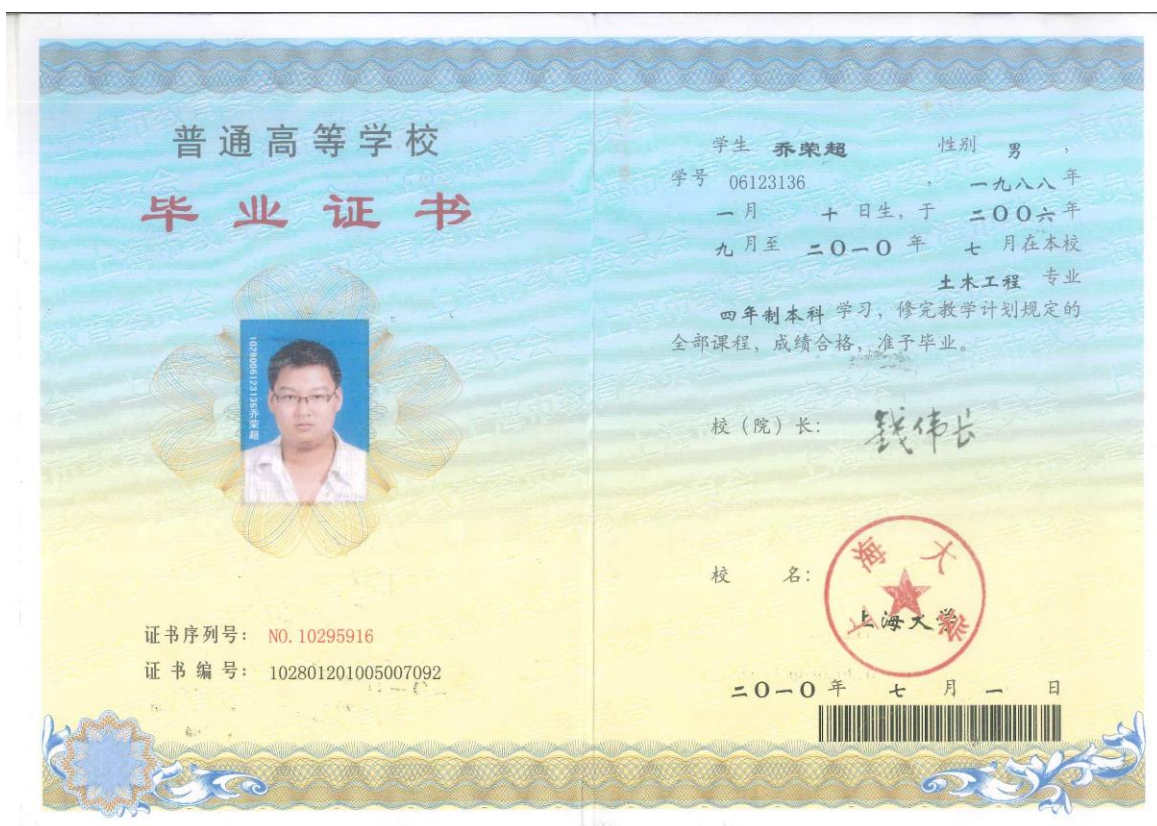 普通高等学校
毕业证书
1028006123136乔荣超
证书序列号: NO. 10295916
证书编号: 102801201005007092
学生 乔荣超 性别 男 ,
学号 06123136 , 一九八八年
一月 十日生, 于 二〇〇六年
九月至 二〇一〇年 七月在本校
土木工程 专业
四年制本科 学习, 修完教学计划规定的
全部课程, 成绩合格, 准予毕业。
校(院)长: 钱伟长
校 名:
上海大学
上海大学
二〇一〇年 七月一日